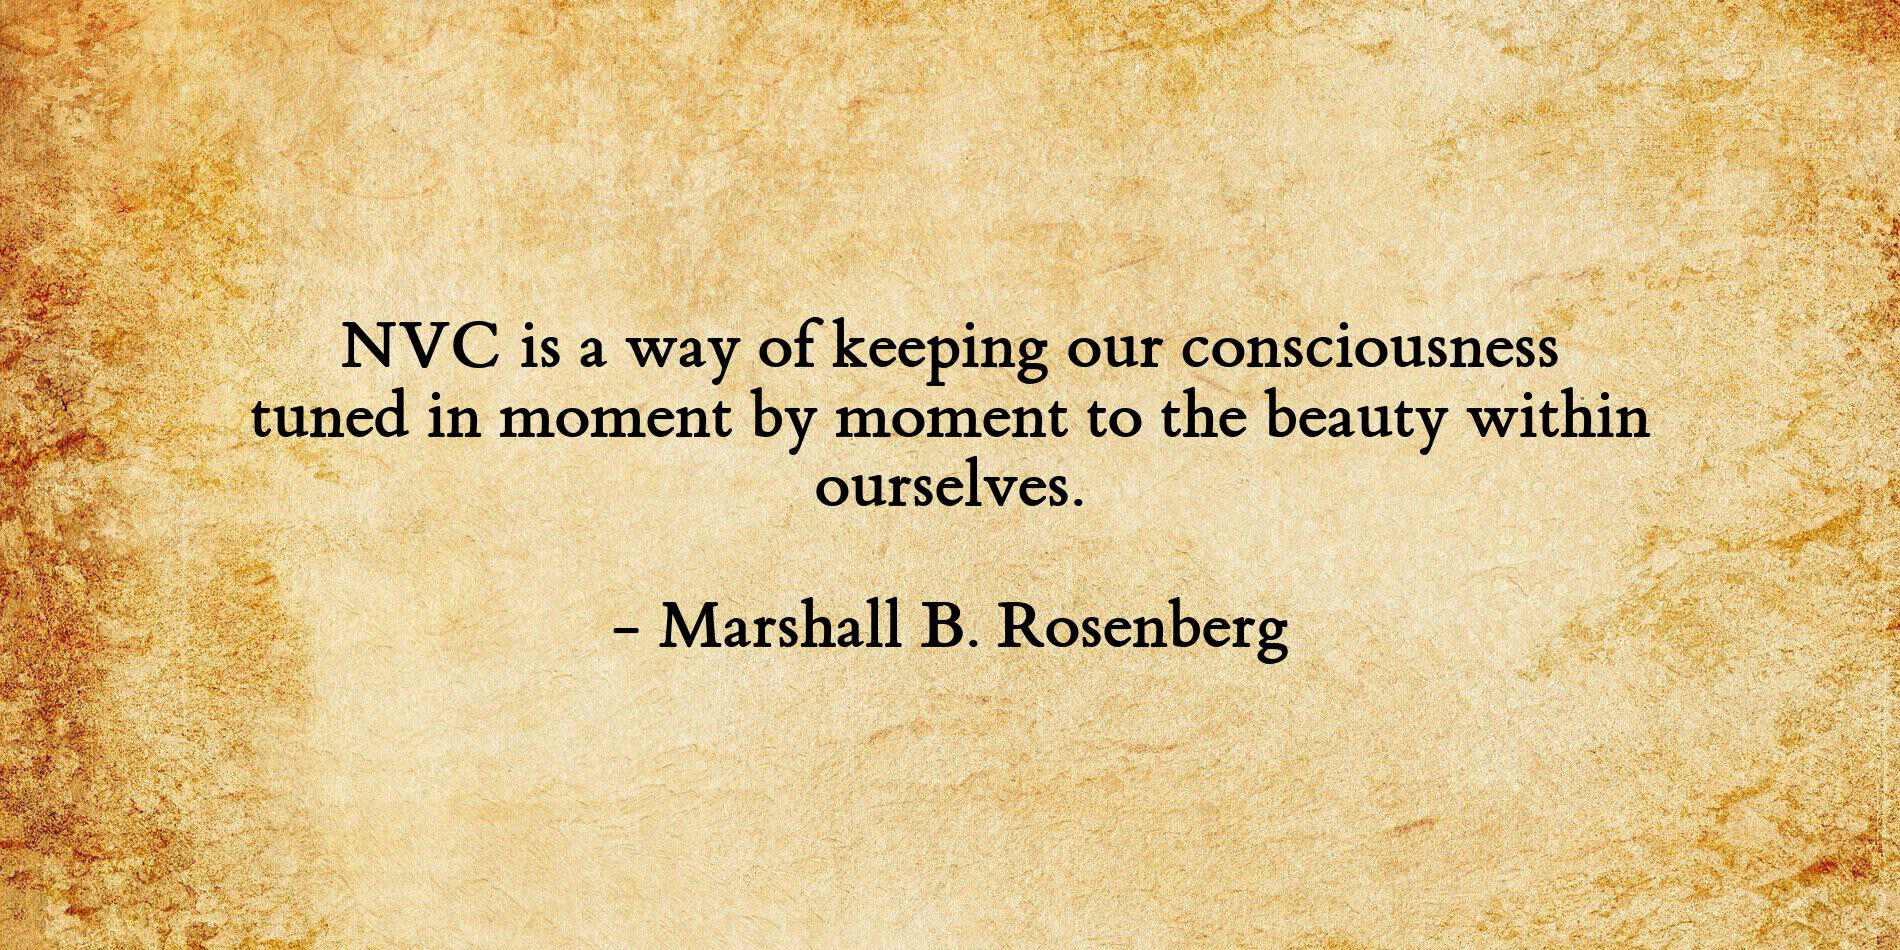 NVC is a way of keeping our consciousness
tuned in moment by moment to the beauty within
ourselves.
- Marshall B. Rosenberg